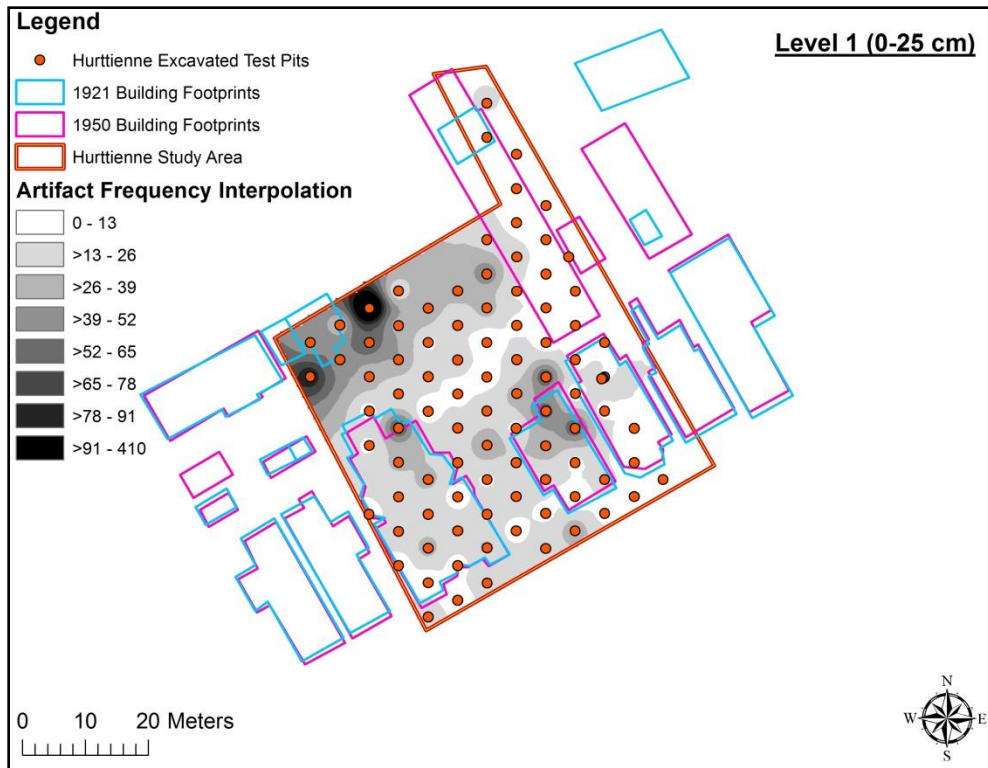 Legend
Hurttienne Excavated Test Pits
1921 Building Footprints
1950 Building Footprints
Hurttienne Study Area
Artifact Frequency Interpolation
0 - 13
>13 - 26
>26 - 39
>39 - 52
>52 - 65
>65 - 78
>78 - 91
>91 - 410
Level 1 (0-25 cm)
0 10 20 Meters
N
W E
S